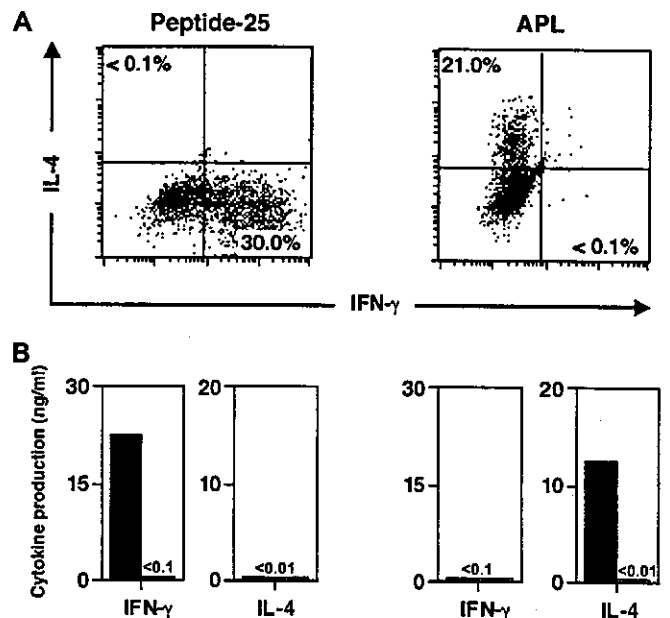 A
Peptide-25
APL
IL-4
< 0.1%
30.0%
21.0%
< 0.1%
IFN-γ
B
Cytokine production (ng/ml)
30
15
0
<0.1
IFN-γ
20
10
0
<0.01
IL-4
30
15
0
<0.1
IFN-γ
20
10
0
<0.01
IL-4